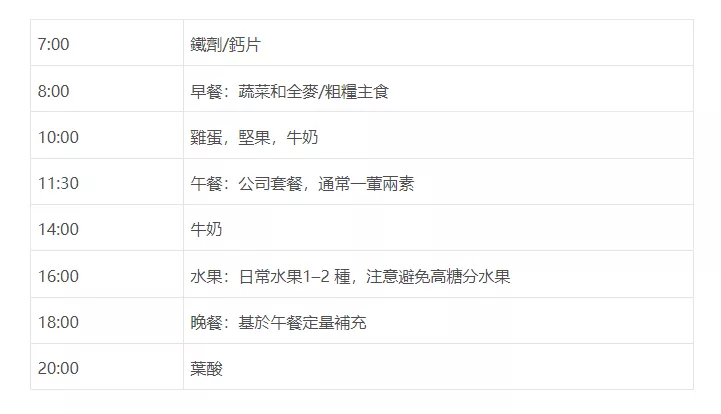 7:00 鐵劑/鈣片
8:00 早餐：蔬菜和全麥/粗糧主食
10:00 雞蛋，堅果，牛奶
11:30 午餐：公司套餐，通常一葷兩素
14:00 牛奶
16:00 水果：日常水果1–2 種，注意避免高糖分水果
18:00 晚餐：基於午餐定量補充
20:00 葉酸